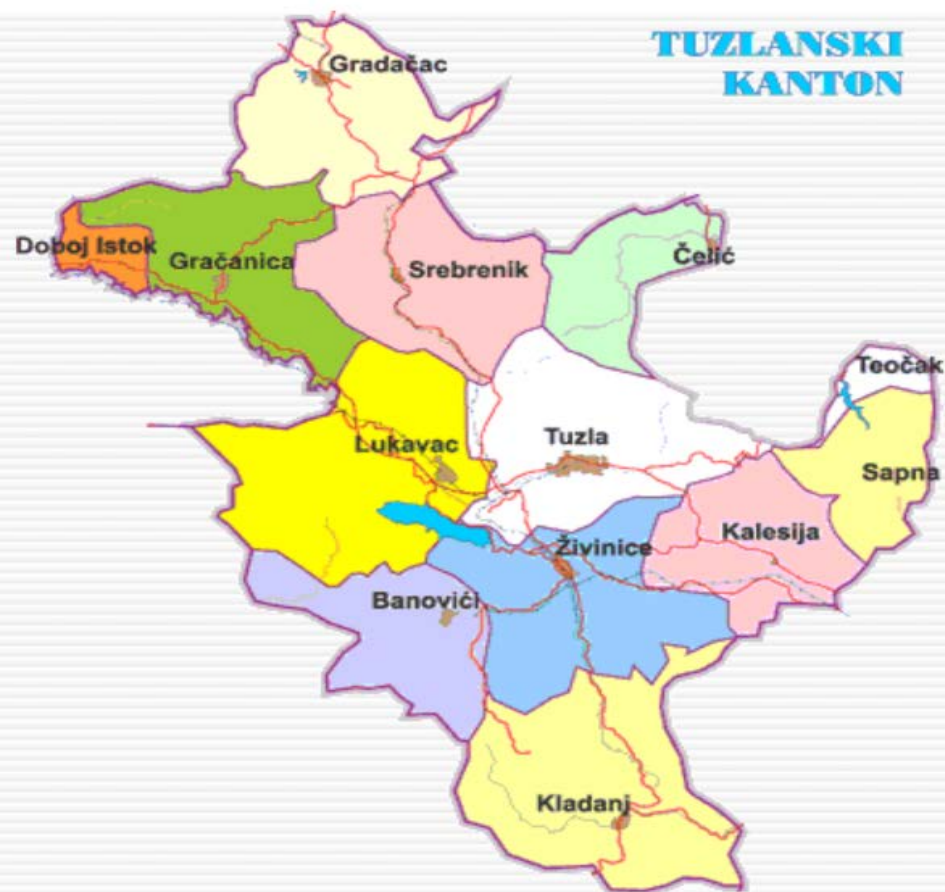 TUZLANSKI
KANTON
Gradačac
Doboj Istok
Gračanica
Srebrenik
Čelić
Teočak
Lukavac
Tuzla
Sapna
Kalesija
Živinice
Banovići
Kladanj